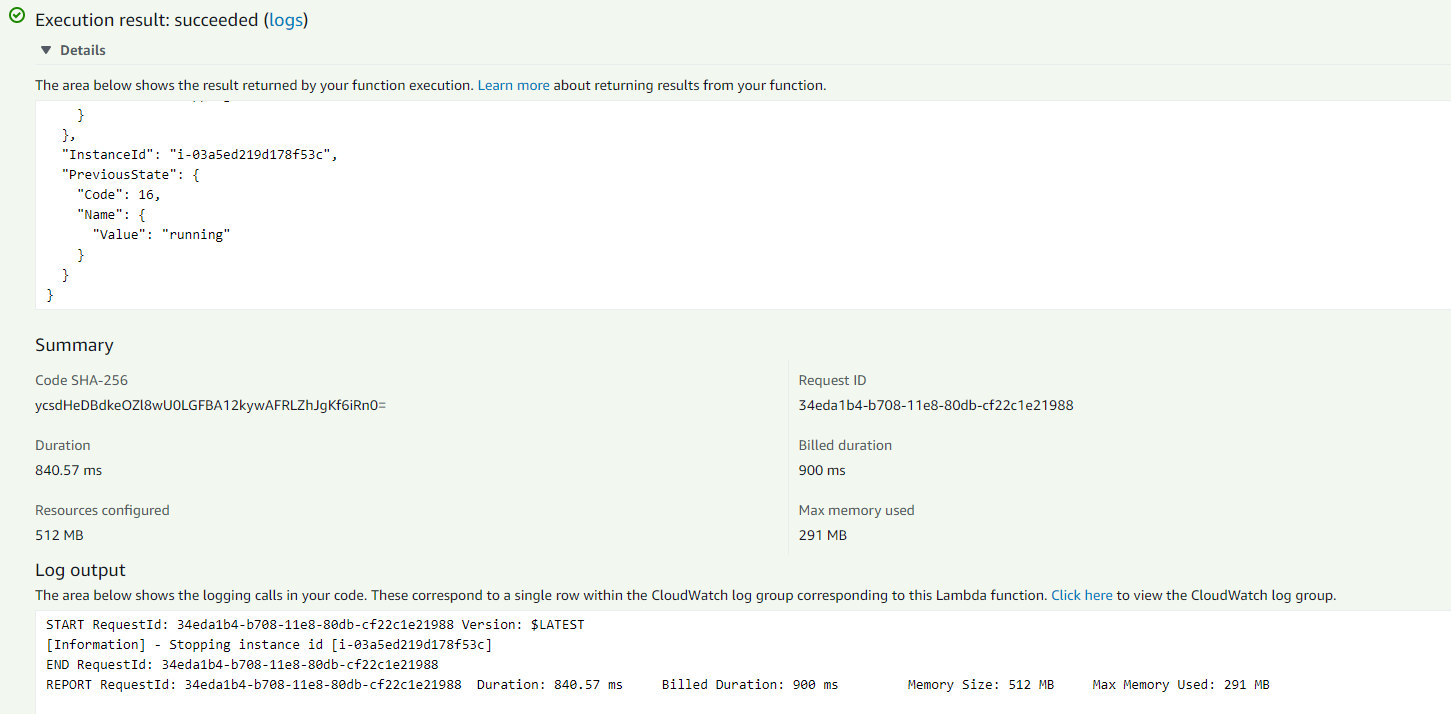 Execution result: succeeded (logs)
Details
The area below shows the result returned by your function execution. Learn more about returning results from your function.
}
},
"InstanceId": "i-03a5ed219d178f53c",
"PreviousState": {
"Code": 16,
"Name": {
"Value": "running"
}
}
}
Summary
Code SHA-256
ycsdHeDBdkeOZl8wU0LGFBA12kywAFRLZhJgKf6iRn0=
Request ID
34eda1b4-b708-11e8-80db-cf22c1e21988
Duration
840.57 ms
Billed duration
900 ms
Resources configured
512 MB
Max memory used
291 MB
Log output
The area below shows the logging calls in your code. These correspond to a single row within the CloudWatch log group corresponding to this Lambda function. Click here to view the CloudWatch log group.
START RequestId: 34eda1b4-b708-11e8-80db-cf22c1e21988 Version: $LATEST
[Information] - Stopping instance id [i-03a5ed219d178f53c]
END RequestId: 34eda1b4-b708-11e8-80db-cf22c1e21988
REPORT RequestId: 34eda1b4-b708-11e8-80db-cf22c1e21988 Duration: 840.57 ms Billed Duration: 900 ms Memory Size: 512 MB Max Memory Used: 291 MB